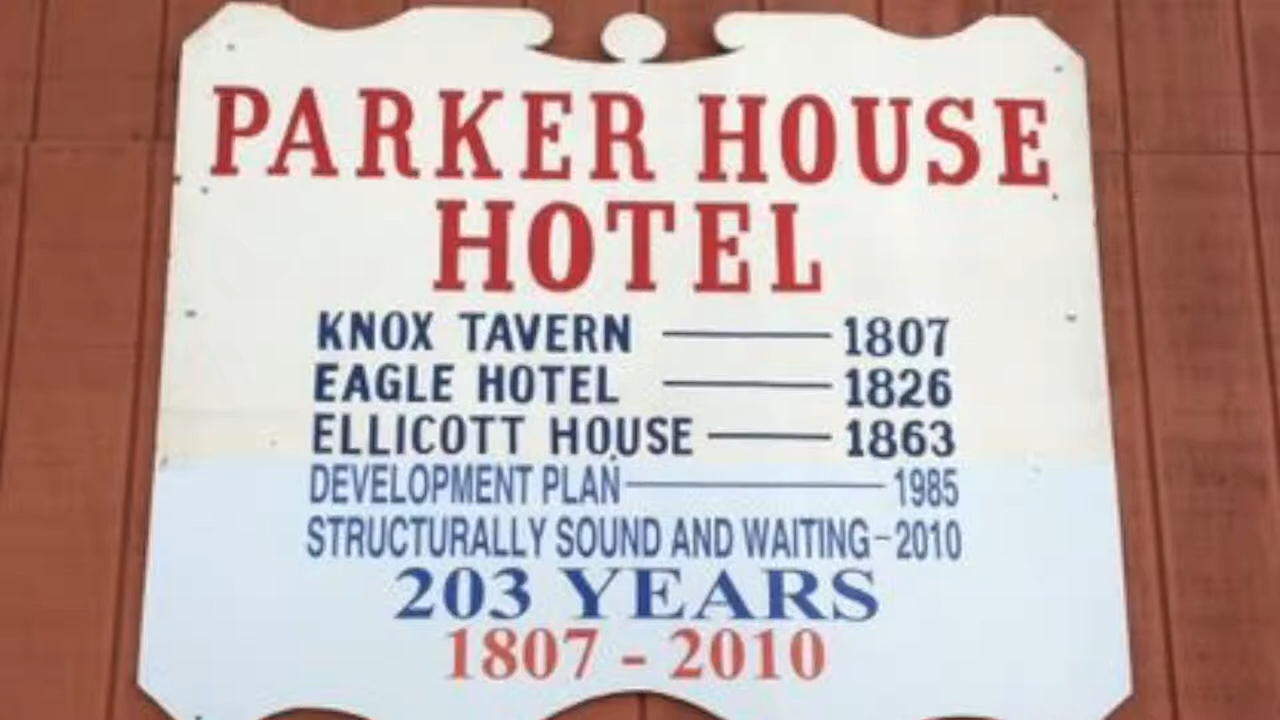 PARKER HOUSE
HOTEL
KNOX TAVERN — 1807
EAGLE HOTEL — 1826
ELLICOTT HOUSE — 1863
DEVELOPMENT PLAN — 1985
STRUCTURALLY SOUND AND WAITING - 2010
203 YEARS
1807 - 2010